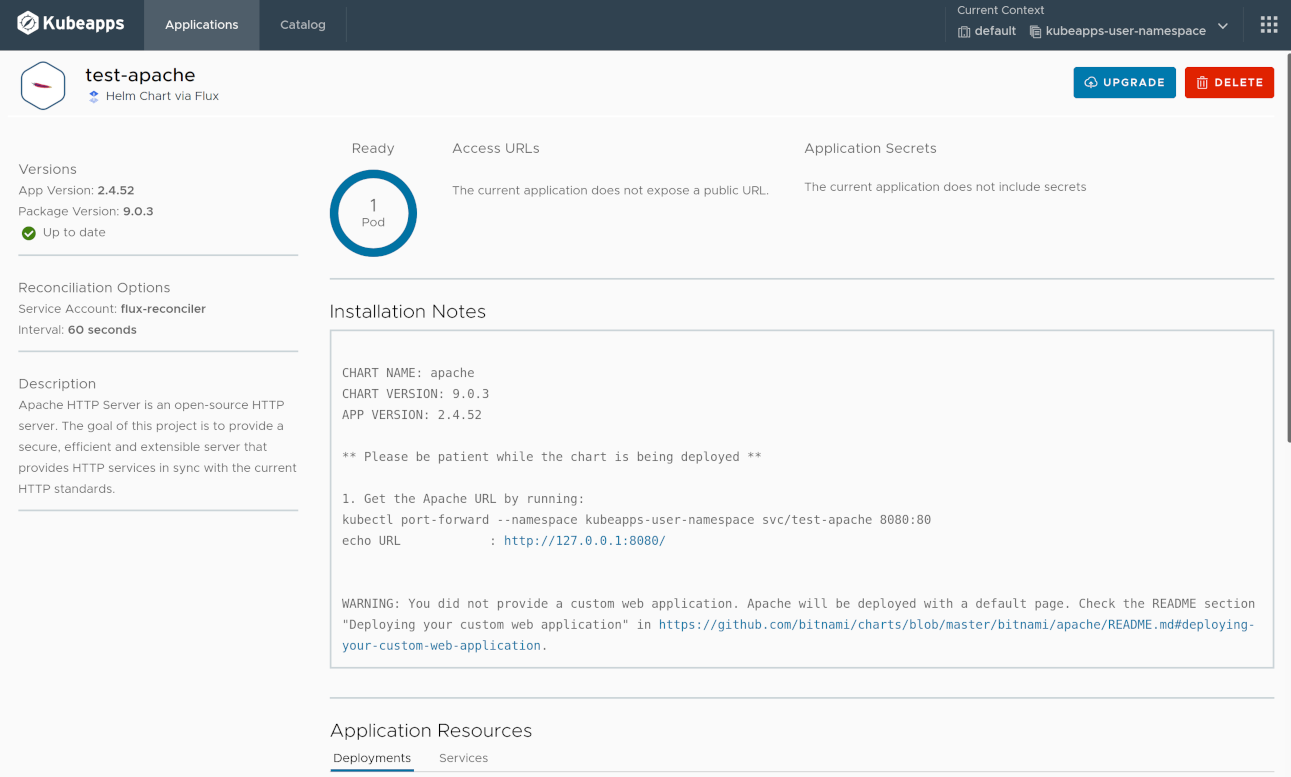 Kubeapps
Applications
Catalog
Current Context
default
kubeapps-user-namespace
test-apache
Helm Chart via Flux
UPGRADE
DELETE
Versions
App Version: 2.4.52
Package Version: 9.0.3
Up to date
Reconciliation Options
Service Account: flux-reconciler
Interval: 60 seconds
Description
Apache HTTP Server is an open-source HTTP
server. The goal of this project is to provide a
secure, efficient and extensible server that
provides HTTP services in sync with the current
HTTP standards.
Ready
1
Pod
Access URLs
The current application does not expose a public URL.
Application Secrets
The current application does not include secrets
Installation Notes
CHART NAME: apache
CHART VERSION: 9.0.3
APP VERSION: 2.4.52
** Please be patient while the chart is being deployed **
1. Get the Apache URL by running:
kubectl port-forward --namespace kubeapps-user-namespace svc/test-apache 8080:80
echo URL            : http://127.0.0.1:8080/
WARNING: You did not provide a custom web application. Apache will be deployed with a default page. Check the README section
"Deploying your custom web application" in https://github.com/bitnami/charts/blob/master/bitnami/apache/README.md#deploying-
your-custom-web-application.
Application Resources
Deployments
Services